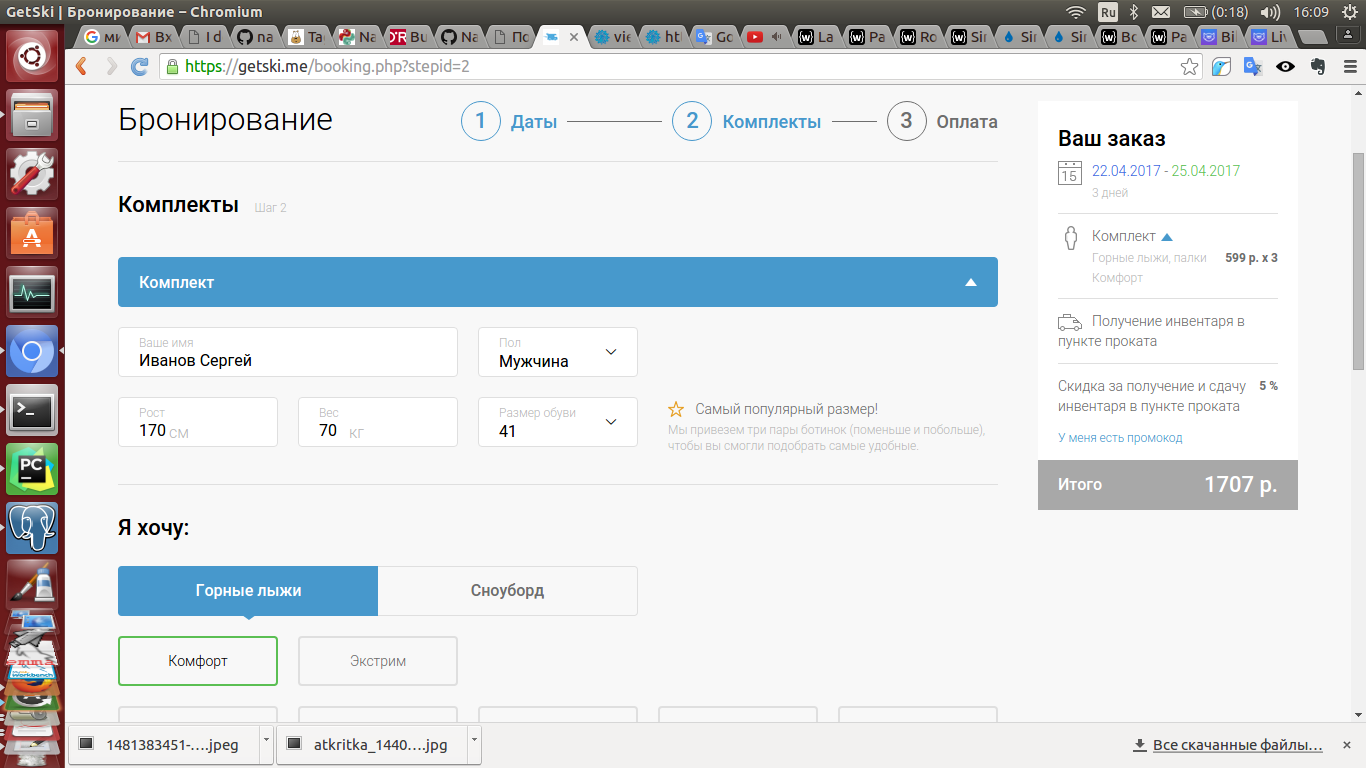 GetSki | Бронирование – Chromium
Ru
(0:18)
16:09
ми
Вх
I d
na
Ta
Na
Bu
Na
По
vie
ht
Go
La
Pa
Ro
Sir
Sir
Sir
Bo
Pa
Bil
Liv
https://getski.me/booking.php?stepid=2
Бронирование
1 Даты
2 Комплекты
3 Оплата
Комплекты Шаг 2
Комплект
Ваше имя
Иванов Сергей
Пол
Мужчина
Рост
170 СМ
Вес
70 КГ
Размер обуви
41
Самый популярный размер!
Мы привезем три пары ботинок (поменьше и побольше),
чтобы вы смогли подобрать самые удобные.
Я хочу:
Горные лыжи
Сноуборд
Комфорт
Экстрим
Ваш заказ
15
22.04.2017 - 25.04.2017
3 дней
Комплект
Горные лыжи, палки 599 р. x 3
Комфорт
Получение инвентаря в
пункте проката
Скидка за получение и сдачу 5 %
инвентаря в пункте проката
У меня есть промокод
Итого 1707 р.
1481383451-....jpeg
atkritka_1440....jpg
Все скачанные файлы...